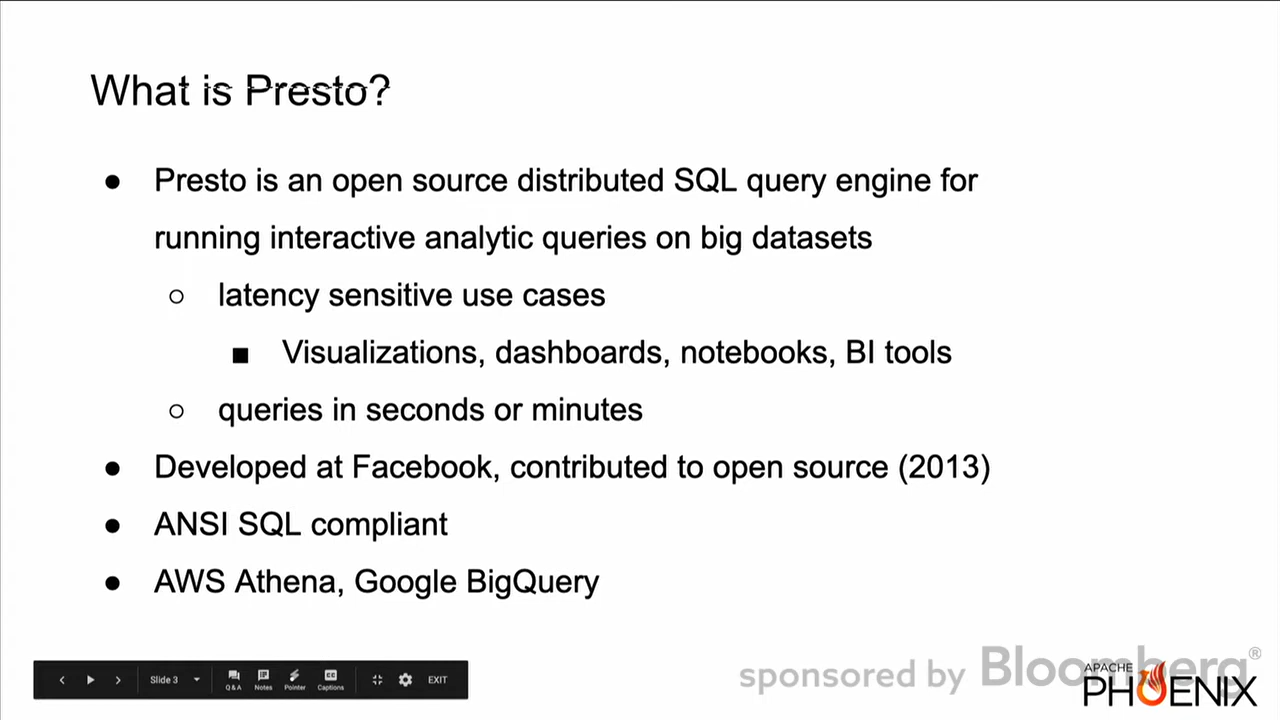 What is Presto?
● Presto is an open source distributed SQL query engine for
running interactive analytic queries on big datasets
○ latency sensitive use cases
■ Visualizations, dashboards, notebooks, BI tools
○ queries in seconds or minutes
● Developed at Facebook, contributed to open source (2013)
● ANSI SQL compliant
● AWS Athena, Google BigQuery
Slide 3
Q&A
Notes
Pointer
Captions
EXIT
sponsored by Bloomberg®
APACHE
PHOENIX